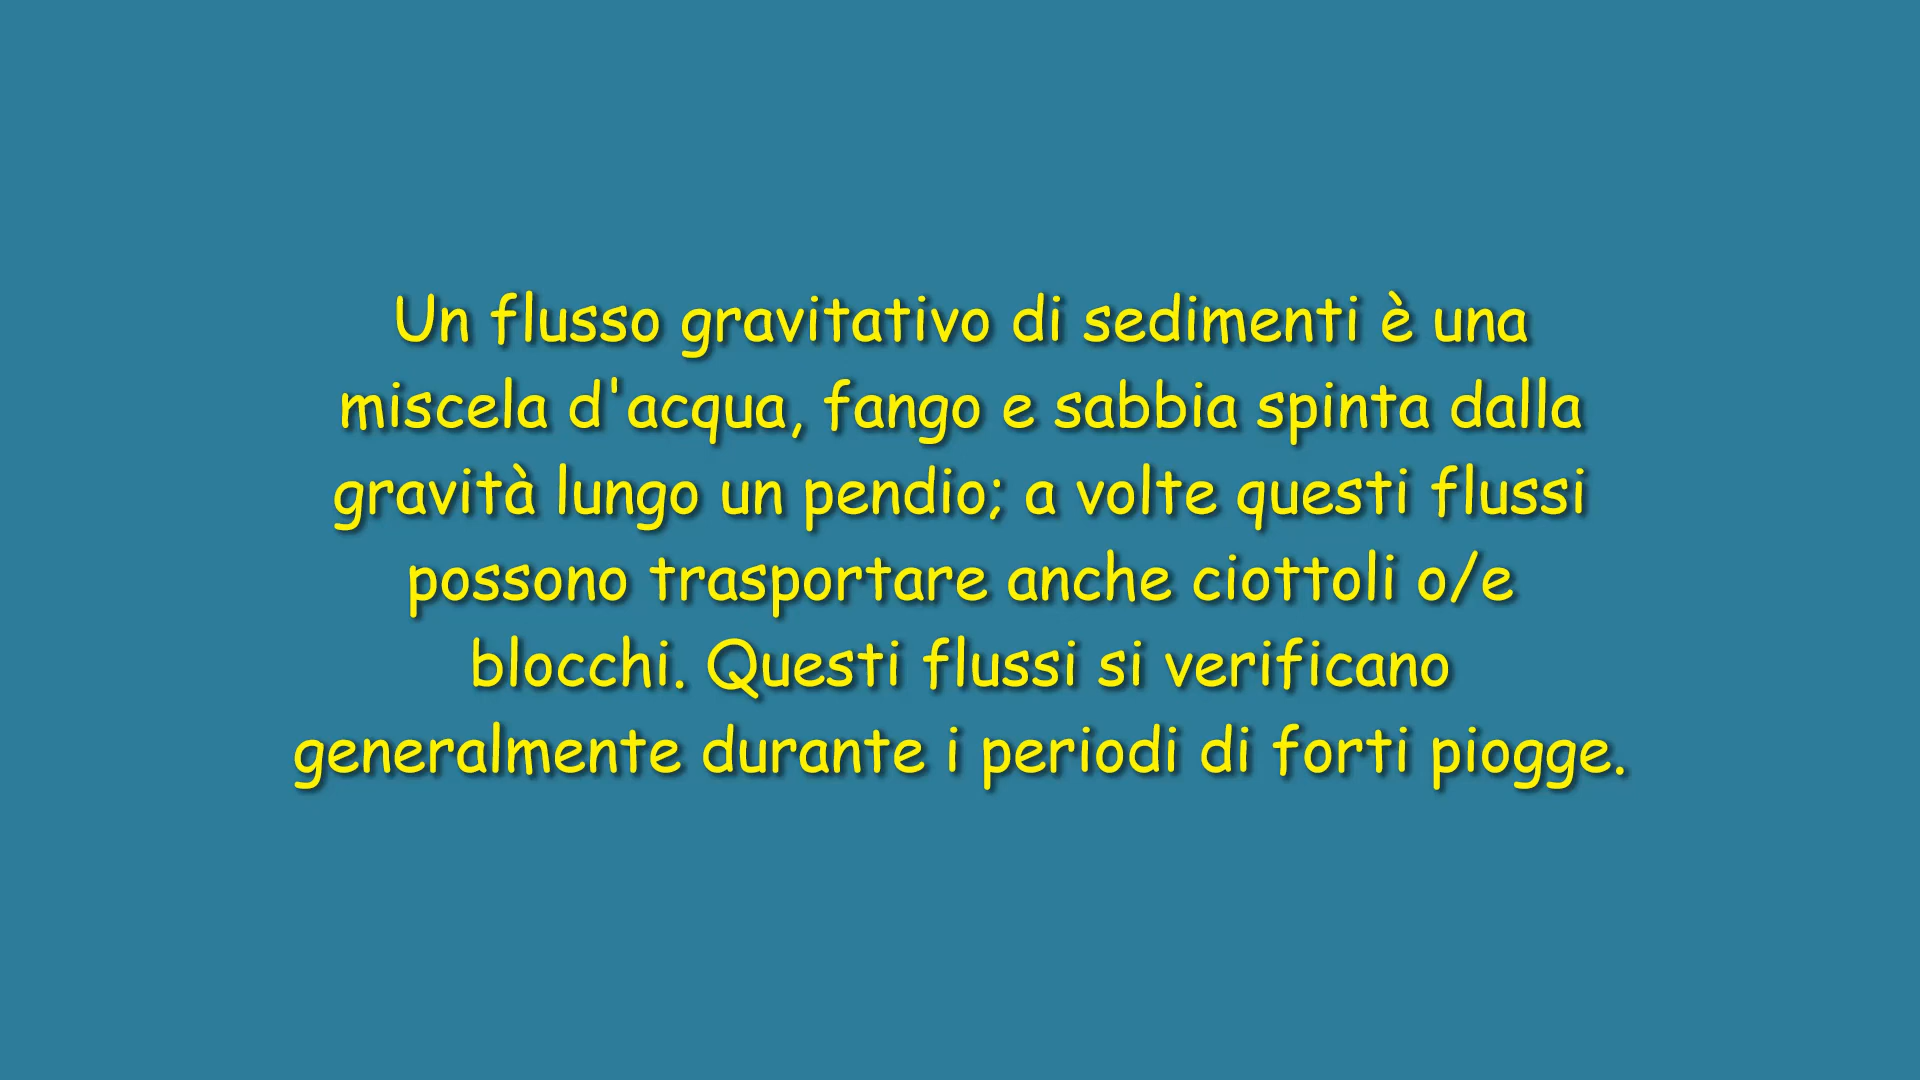 Un flusso gravitativo di sedimenti è una
miscela d'acqua, fango e sabbia spinta dalla
gravità lungo un pendio; a volte questi flussi
possono trasportare anche ciottoli o/e
blocchi. Questi flussi si verificano
generalmente durante i periodi di forti piogge.